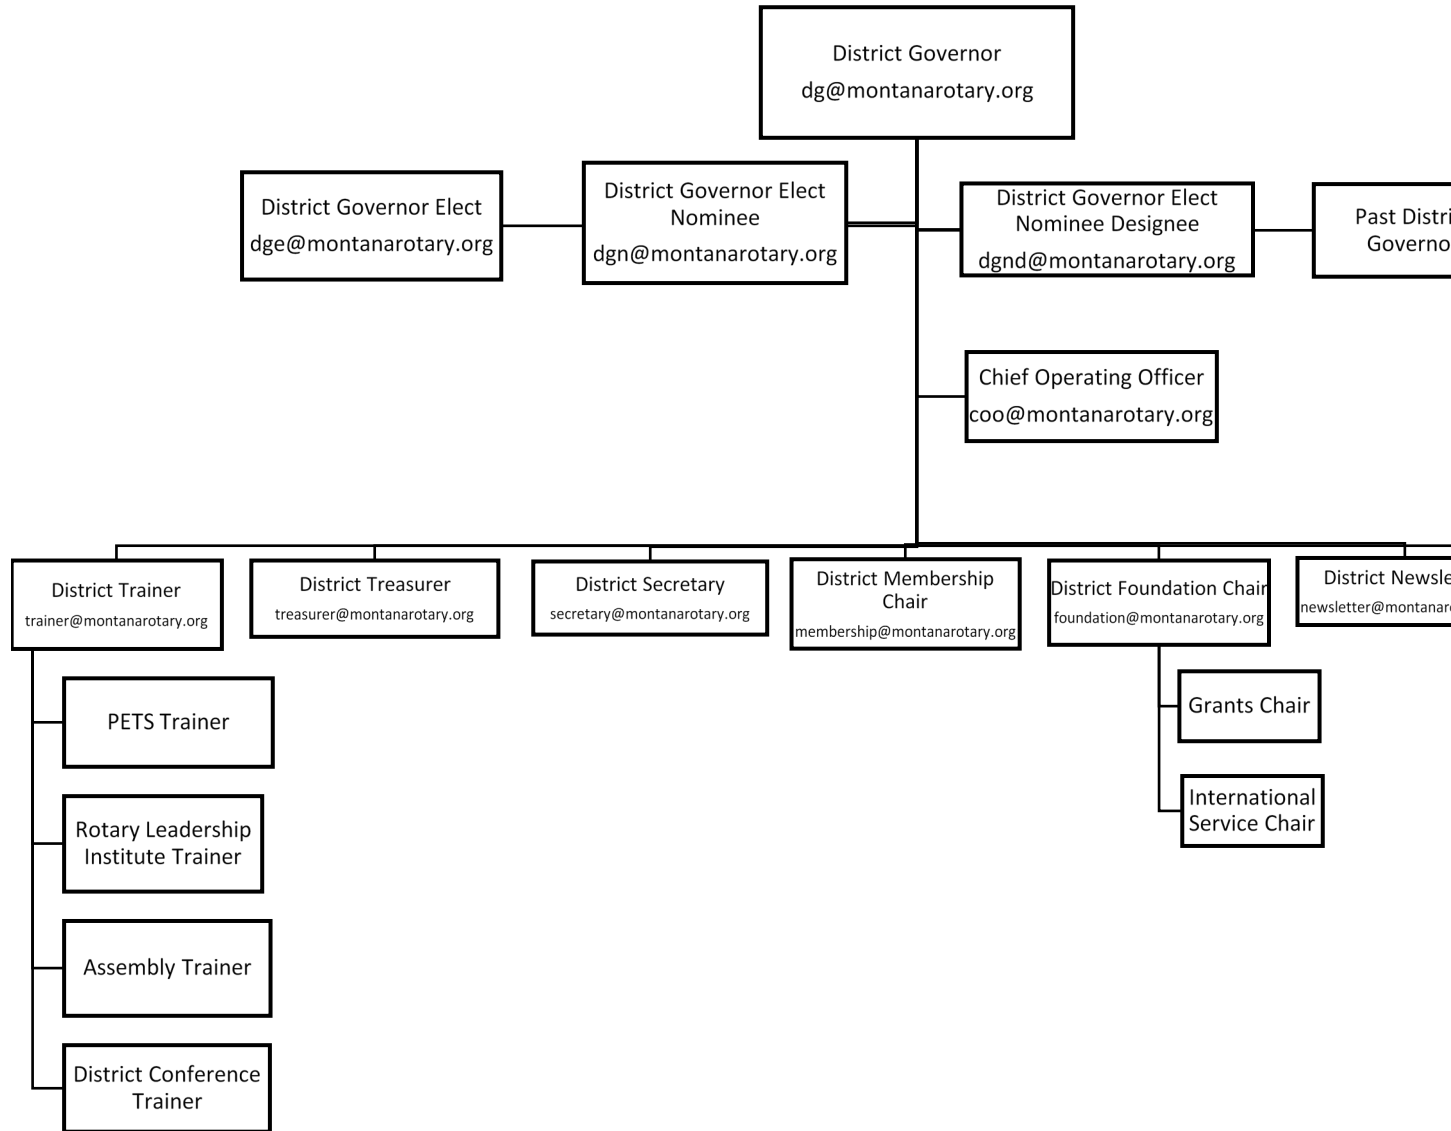 District Governor
dg@montanarotary.org
District Governor Elect
dge@montanarotary.org
District Governor Elect
Nominee
dgn@montanarotary.org
District Governor Elect
Nominee Designee
dgnd@montanarotary.org
Past
Chief Operating Officer
coo@montanarotary.org
District Trainer
trainer@montanarotary.org
District Treasurer
treasurer@montanarotary.org
District Secretary
secretary@montanarotary.org
District Membership
Chair
membership@montanarotary.org
District Foundation Chair
foundation@montanarotary.org
District
PETS Trainer
Rotary Leadership
Institute Trainer
Assembly Trainer
District Conference
Trainer
Grants Chair
International
Service Chair